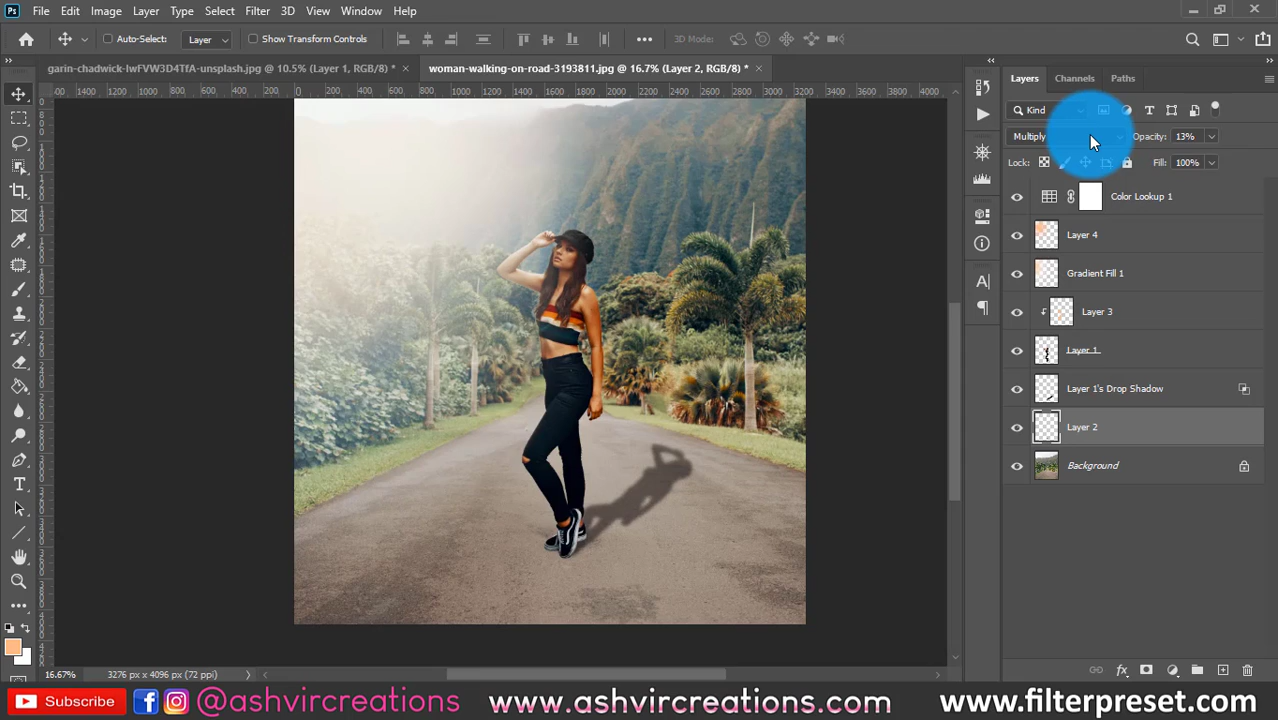 Ps File Edit Image Layer Type Select Filter 3D View Window Help
Auto-Select: Layer Show Transform Controls 3D Mode:
garin-chadwick-IwFVW3D4TfA-unsplash.jpg @ 10.5% (Layer 1, RGB/8) * woman-walking-on-road-3193811.jpg @ 16.7% (Layer 2, RGB/8) *
Layers Channels Paths
Kind
Multiply Opacity: 13%
Lock: Fill: 100%
Color Lookup 1
Layer 4
Gradient Fill 1
Layer 3
Layer 1
Layer 1's Drop Shadow
Layer 2
Background
16.67% 3276 px x 4096 px (72 ppi)
Subscribe @ashvircreations www.ashvircreations.com www.filterpreset.com